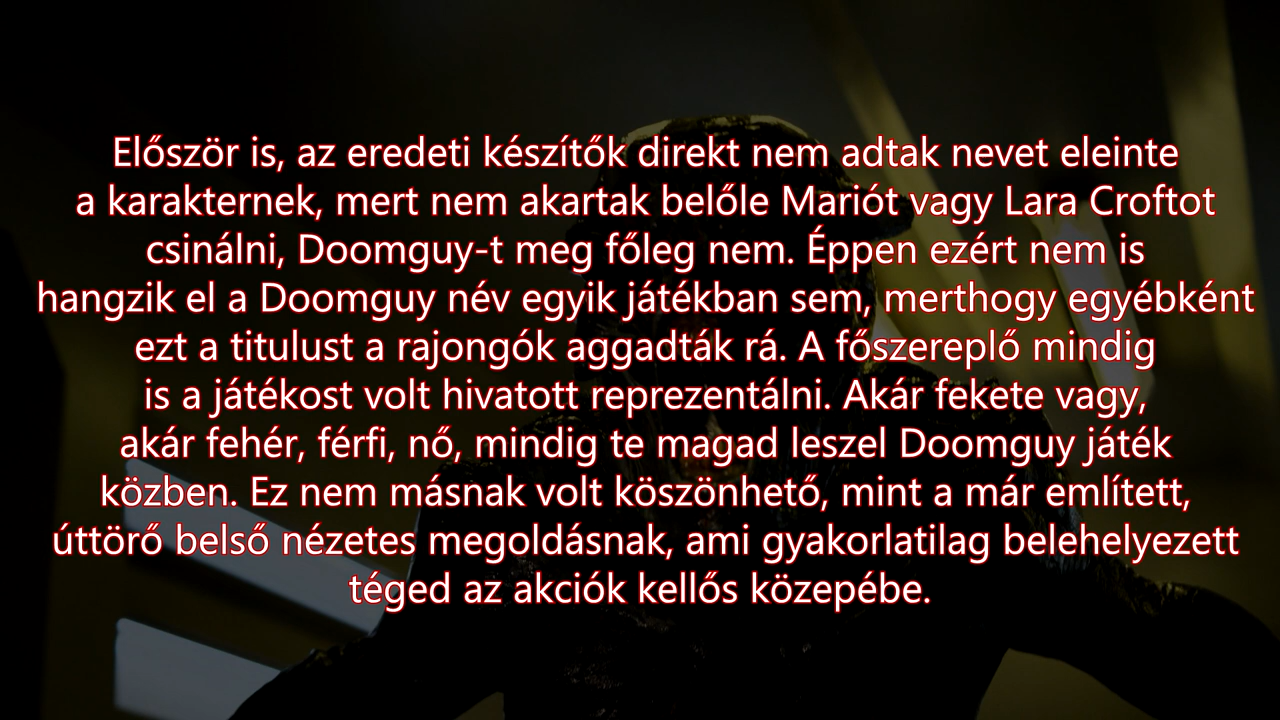 Először is, az eredeti készítők direkt nem adtak nevet eleinte
a karakternek, mert nem akartak belőle Mariót vagy Lara Croftot
csinálni, Doomguy-t meg főleg nem. Éppen ezért nem is
hangzik el a Doomguy név egyik játékban sem, merthogy egyébként
ezt a titulust a rajongók aggadták rá. A főszereplő mindig
is a játékost volt hivatott reprezentálni. Akár fekete vagy,
akár fehér, férfi, nő, mindig te magad leszel Doomguy játék
közben. Ez nem másnak volt köszönhető, mint a már említett,
úttörő belső nézetes megoldásnak, ami gyakorlatilag belehelyezett
téged az akciók kellős közepébe.